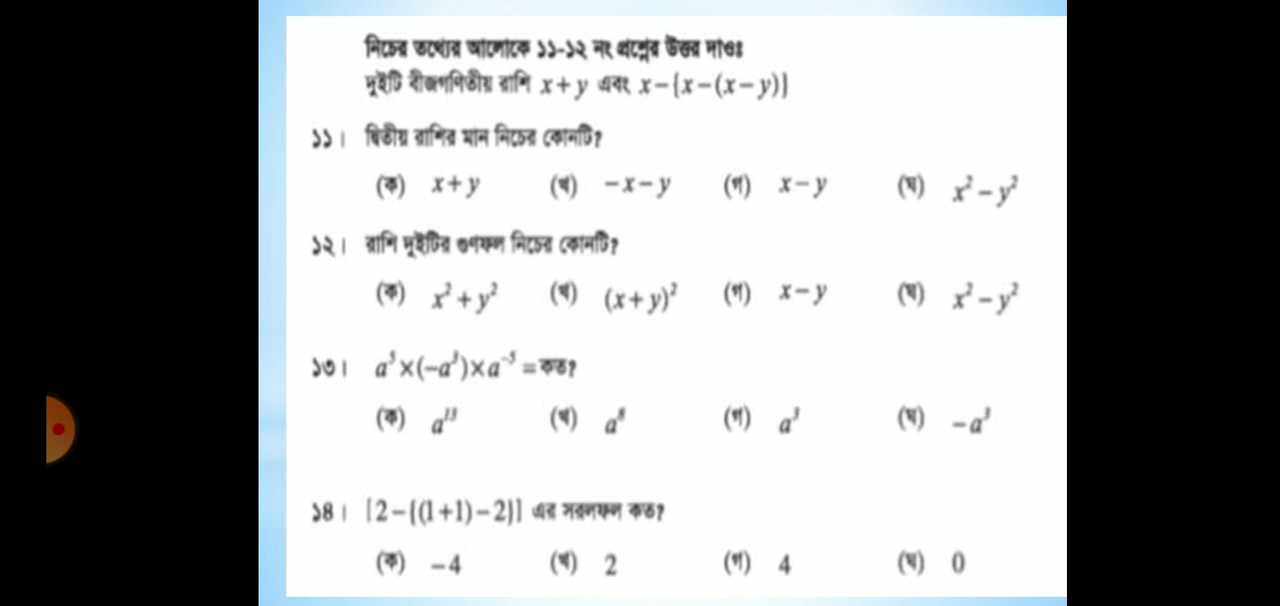 নিচের তথ্যের আলোকে ১১-১২ নং প্রশ্নের উত্তর দাওঃ
দুইটি বীজগণিতীয় রাশি x + y এবং x – {x – (x – y)}
১১। দ্বিতীয় রাশির মান নিচের কোনটি?
(ক) x + y (খ) – x – y (গ) x – y (ঘ) x² – y²
১২। রাশি দুইটির গুণফল নিচের কোনটি?
(ক) x² + y² (খ) (x + y)² (গ) x – y (ঘ) x² – y²
১৩। a⁵ × (–a³) × a⁻⁵ = কত?
(ক) a¹³ (খ) a⁸ (গ) a³ (ঘ) – a³
১৪। [2 – {(1 + 1) – 2}] এর সরলফল কত?
(ক) – 4 (খ) 2 (গ) 4 (ঘ) 0